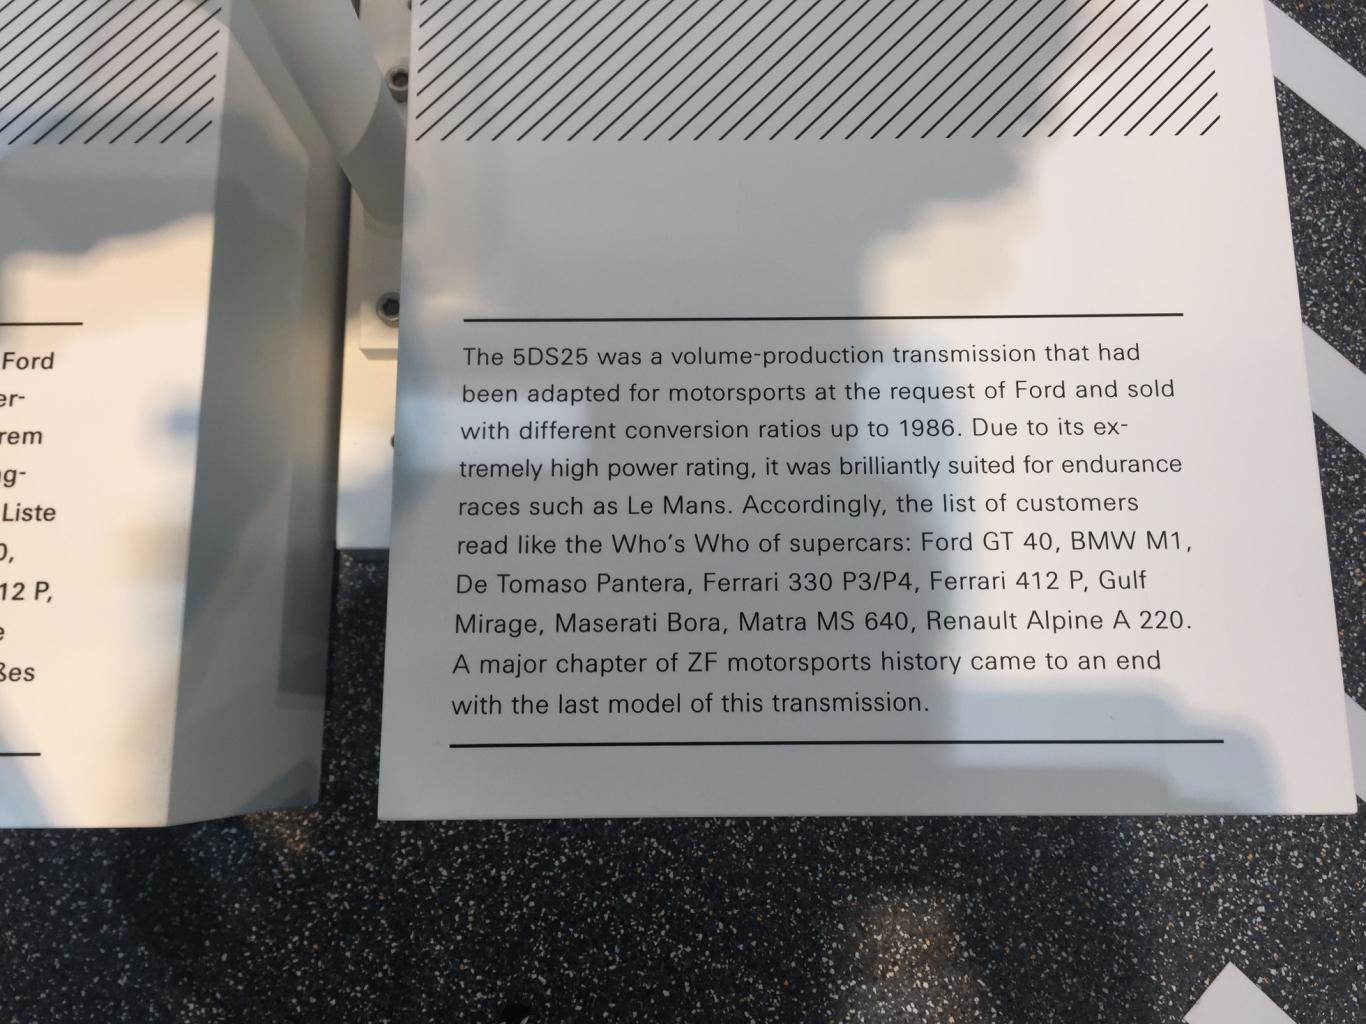 Ford
er-
rem
ng-
Liste
0,
12 P,
e
ßes
The 5DS25 was a volume-production transmission that had
been adapted for motorsports at the request of Ford and sold
with different conversion ratios up to 1986. Due to its ex-
tremely high power rating, it was brilliantly suited for endurance
races such as Le Mans. Accordingly, the list of customers
read like the Who's Who of supercars: Ford GT 40, BMW M1,
De Tomaso Pantera, Ferrari 330 P3/P4, Ferrari 412 P, Gulf
Mirage, Maserati Bora, Matra MS 640, Renault Alpine A 220.
A major chapter of ZF motorsports history came to an end
with the last model of this transmission.